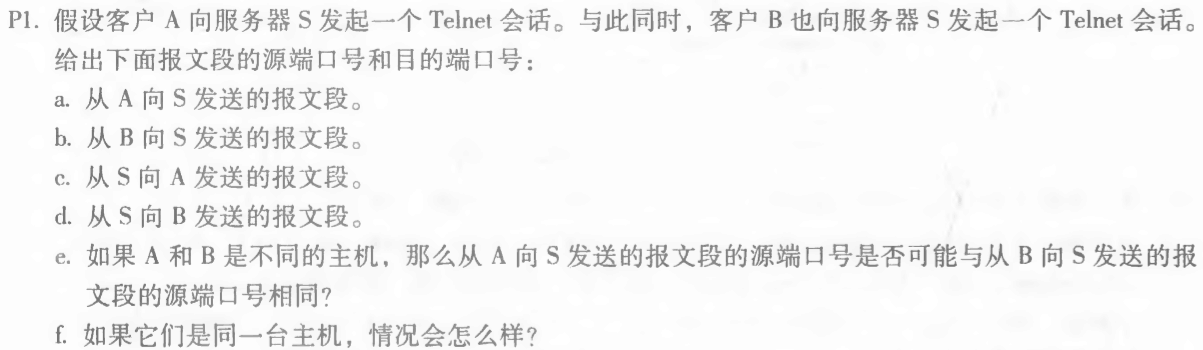 P1. 假设客户 A 向服务器 S 发起一个 Telnet 会话。与此同时，客户 B 也向服务器 S 发起一个 Telnet 会话。
给出下面报文段的源端口号和目的端口号：
a. 从 A 向 S 发送的报文段。
b. 从 B 向 S 发送的报文段。
c. 从 S 向 A 发送的报文段。
d. 从 S 向 B 发送的报文段。
e. 如果 A 和 B 是不同的主机，那么从 A 向 S 发送的报文段的源端口号是否可能与从 B 向 S 发送的报
文段的源端口号相同？
f. 如果它们是同一台主机，情况会怎么样？